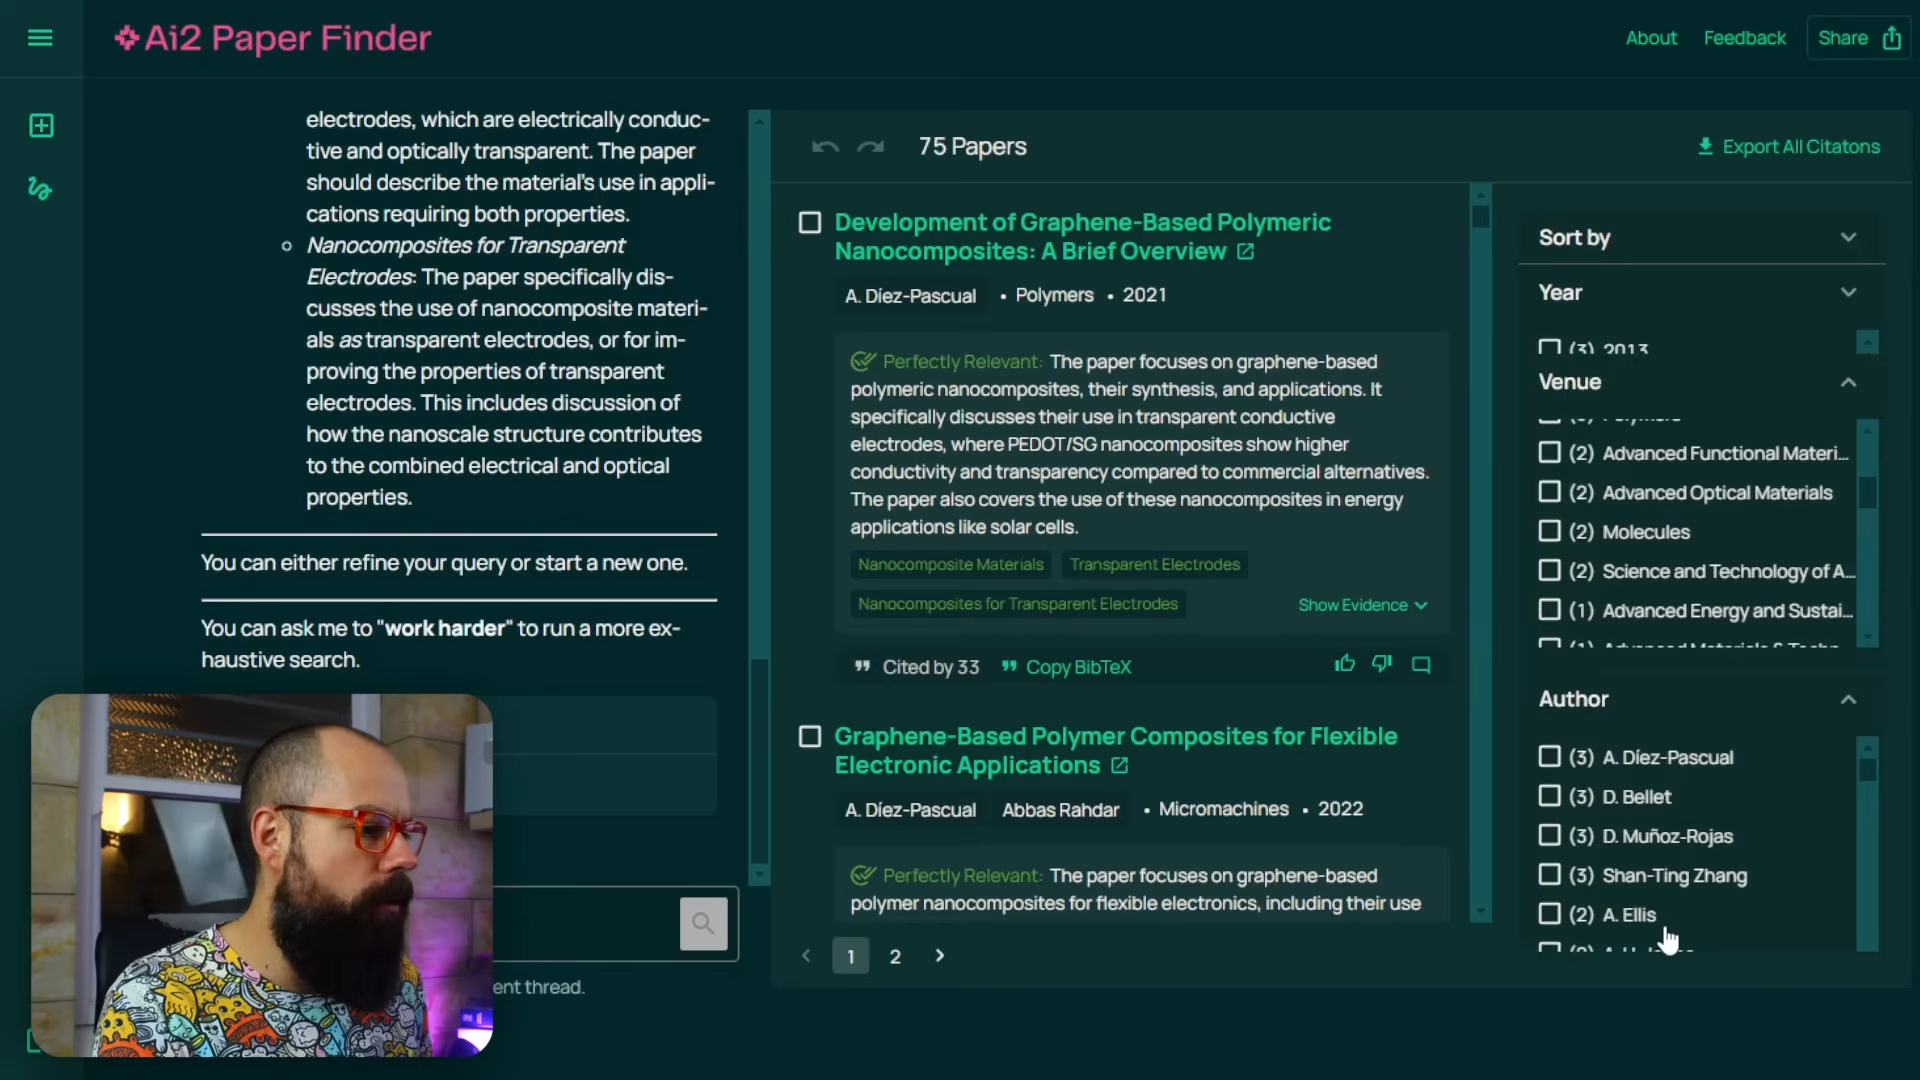 Ai2 Paper Finder
About
Feedback
Share
electrodes, which are electrically conduc-
tive and optically transparent. The paper
should describe the material's use in appli-
cations requiring both properties.
Nanocomposites for Transparent
Electrodes: The paper specifically dis-
cusses the use of nanocomposite materi-
als as transparent electrodes, or for im-
proving the properties of transparent
electrodes. This includes discussion of
how the nanoscale structure contributes
to the combined electrical and optical
properties.
You can either refine your query or start a new one.
You can ask me to "work harder" to run a more ex-
haustive search.
ent thread.
75 Papers
Export All Citatons
Development of Graphene-Based Polymeric
Nanocomposites: A Brief Overview
A. Díez-Pascual • Polymers • 2021
Perfectly Relevant: The paper focuses on graphene-based
polymeric nanocomposites, their synthesis, and applications. It
specifically discusses their use in transparent conductive
electrodes, where PEDOT/SG nanocomposites show higher
conductivity and transparency compared to commercial alternatives.
The paper also covers the use of these nanocomposites in energy
applications like solar cells.
Nanocomposite Materials
Transparent Electrodes
Nanocomposites for Transparent Electrodes
Show Evidence
Cited by 33
Copy BibTeX
Graphene-Based Polymer Composites for Flexible
Electronic Applications
A. Díez-Pascual Abbas Rahdar • Micromachines • 2022
Perfectly Relevant: The paper focuses on graphene-based
polymer nanocomposites for flexible electronics, including their use
1
2
Sort by
Year
(3) 2013
Venue
(2) Advanced Functional Materi...
(2) Advanced Optical Materials
(2) Molecules
(2) Science and Technology of A...
(1) Advanced Energy and Sustai...
Author
(3) A. Díez-Pascual
(3) D. Bellet
(3) D. Muñoz-Rojas
(3) Shan-Ting Zhang
(2) A. Ellis